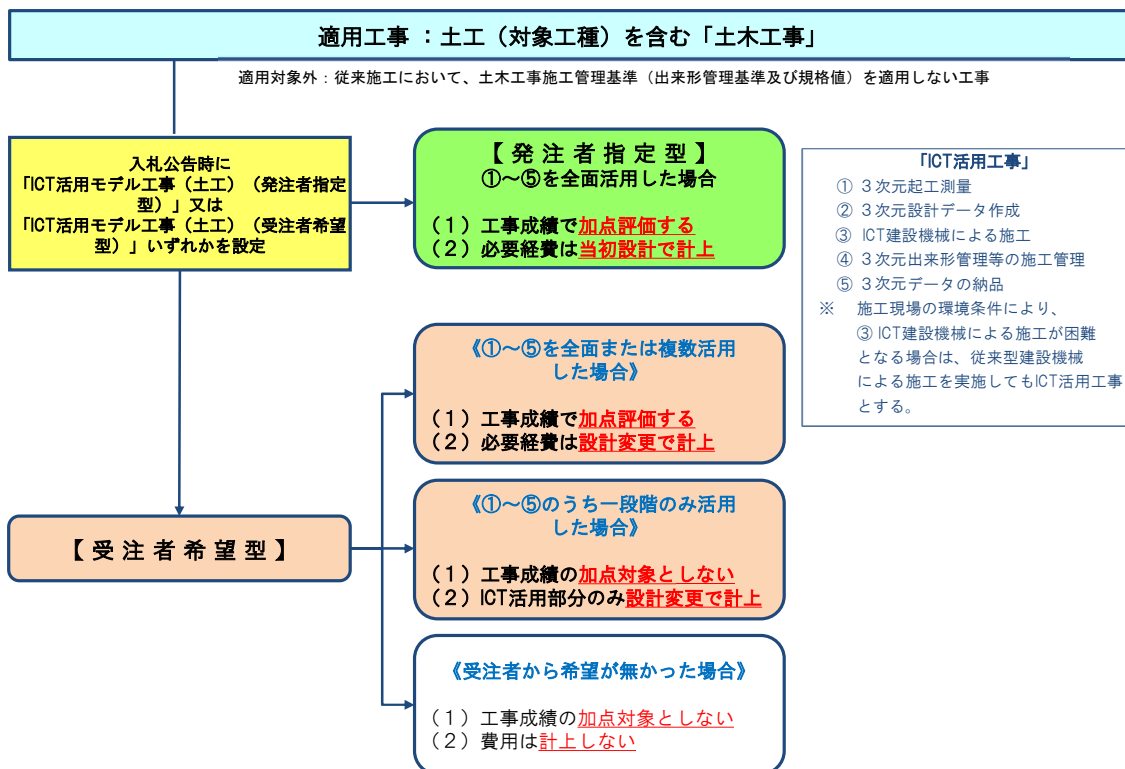 適用工事 ：土工（対象工種）を含む「土木工事」
適用対象外：従来施工において、土木工事施工管理基準（出来形管理基準及び規格値）を適用しない工事
入札公告時に
「ICT活用モデル工事（土工）（発注者指定
型）」又は
「ICT活用モデル工事（土工）（受注者希望
型）」いずれかを設定
【 発 注 者 指 定 型 】
①～⑤を全面活用した場合
（１）工事成績で加点評価する
（２）必要経費は当初設計で計上
「ICT活用工事」
① ３次元起工測量
② ３次元設計データ作成
③ ICT建設機械による施工
④ ３次元出来形管理等の施工管理
⑤ ３次元データの納品
※ 施工現場の環境条件により、
③ ICT建設機械による施工が困難
となる場合は、従来型建設機械
による施工を実施してもICT活用工事
とする。
《①～⑤を全面または複数活用
した場合》
（１）工事成績で加点評価する
（２）必要経費は設計変更で計上
【 受 注 者 希 望 型 】
《①～⑤のうち一段階のみ活用
した場合》
（１）工事成績の加点対象としない
（２）ICT活用部分のみ設計変更で計上
《受注者から希望が無かった場合》
（１）工事成績の加点対象としない
（２）費用は計上しない